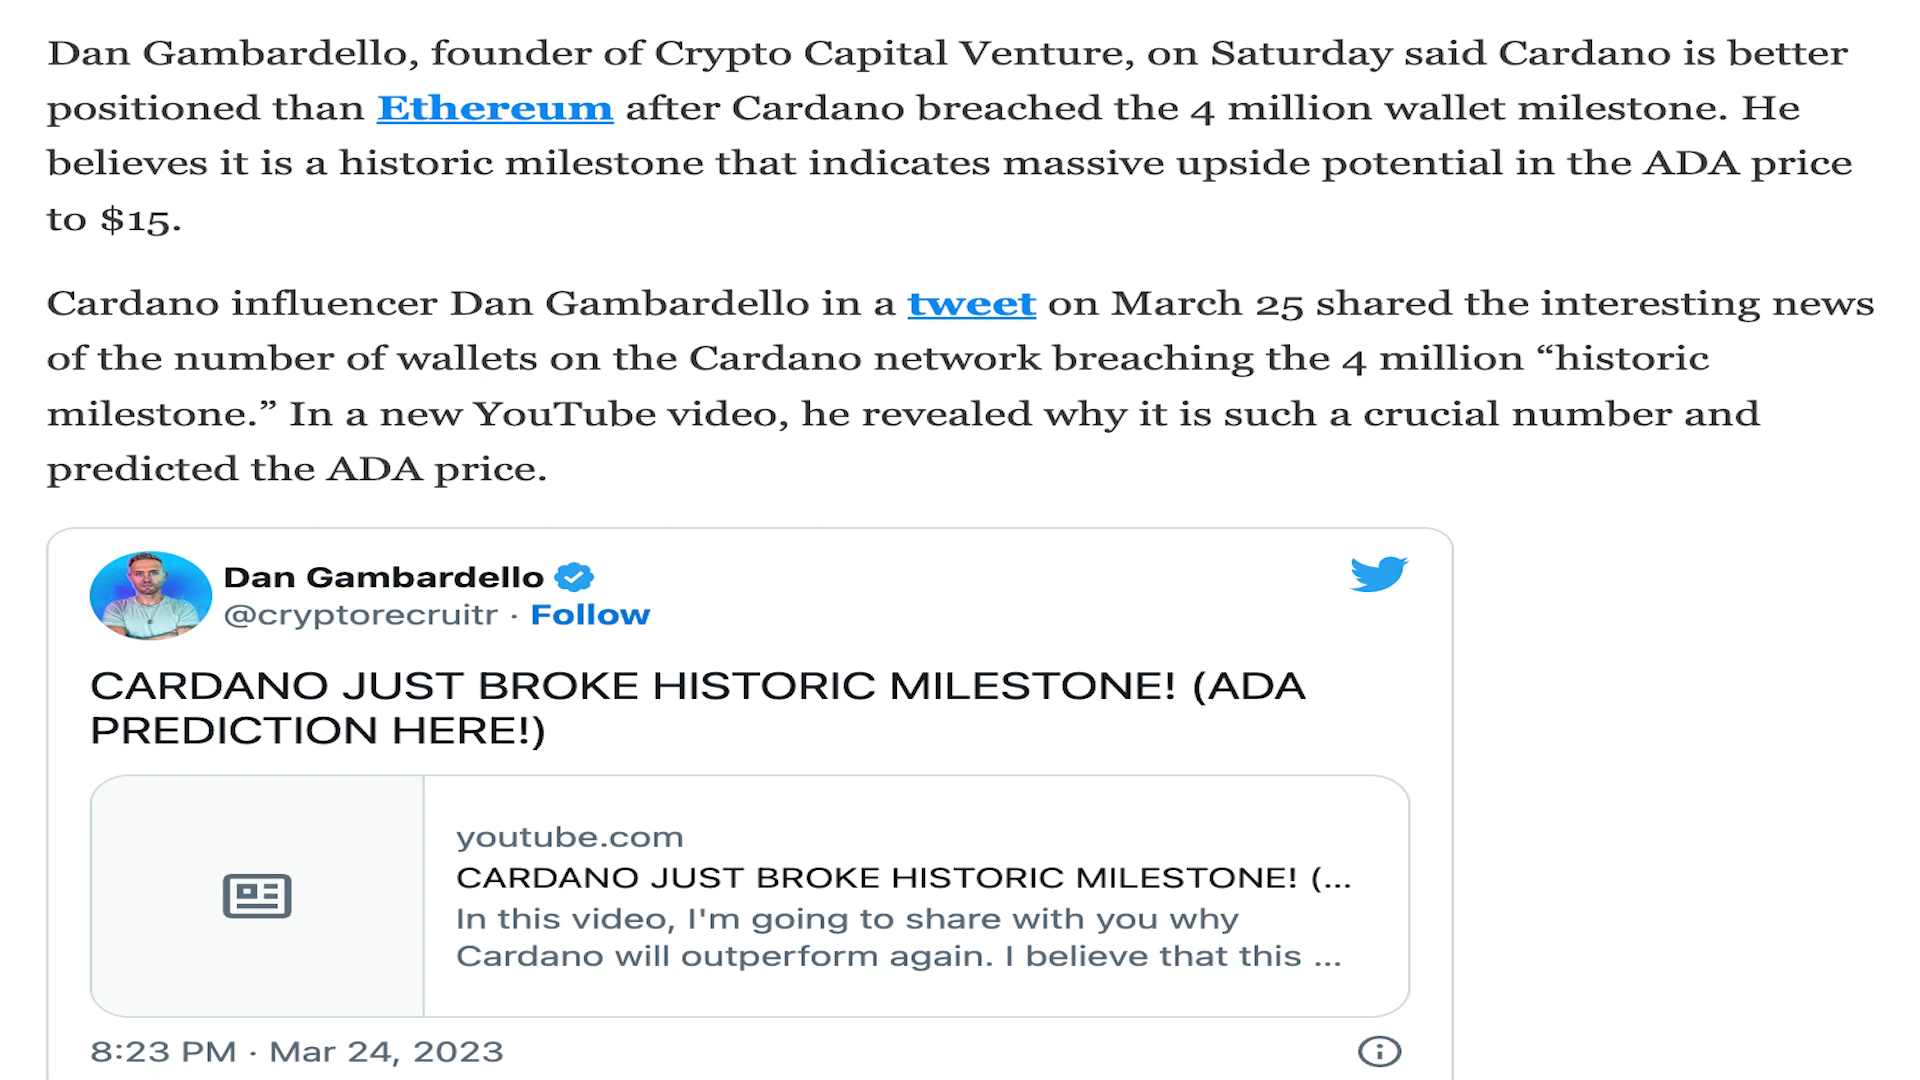 Dan Gambardello, founder of Crypto Capital Venture, on Saturday said Cardano is better
positioned than Ethereum after Cardano breached the 4 million wallet milestone. He
believes it is a historic milestone that indicates massive upside potential in the ADA price
to $15.
Cardano influencer Dan Gambardello in a tweet on March 25 shared the interesting news
of the number of wallets on the Cardano network breaching the 4 million “historic
milestone.” In a new YouTube video, he revealed why it is such a crucial number and
predicted the ADA price.
Dan Gambardello
@cryptorecruitr · Follow
CARDANO JUST BROKE HISTORIC MILESTONE! (ADA
PREDICTION HERE!)
youtube.com
CARDANO JUST BROKE HISTORIC MILESTONE! (...
In this video, I'm going to share with you why
Cardano will outperform again. I believe that this ...
8:23 PM · Mar 24, 2023